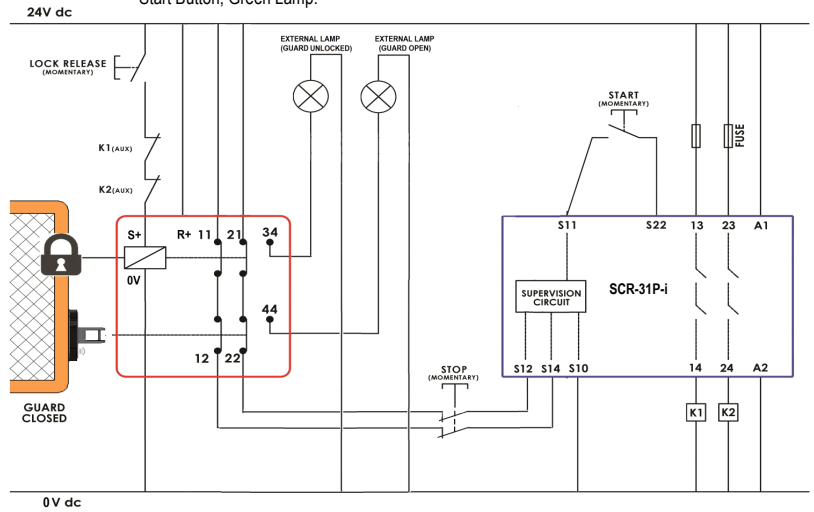 Start Button, Green Lamp.
24V dc
EXTERNAL LAMP
(GUARD UNLOCKED)
EXTERNAL LAMP
(GUARD OPEN)
LOCK RELEASE
(MOMENTARY)
START
(MOMENTARY)
FUSE
K1(AUX)
K2(AUX)
S+
R+
11
21
34
S11
S22
13
23
A1
0V
SUPERVISION
CIRCUIT
SCR-31P-i
44
12
22
STOP
(MOMENTARY)
S12
S14
S10
14
24
A2
GUARD
CLOSED
K1
K2
0V dc